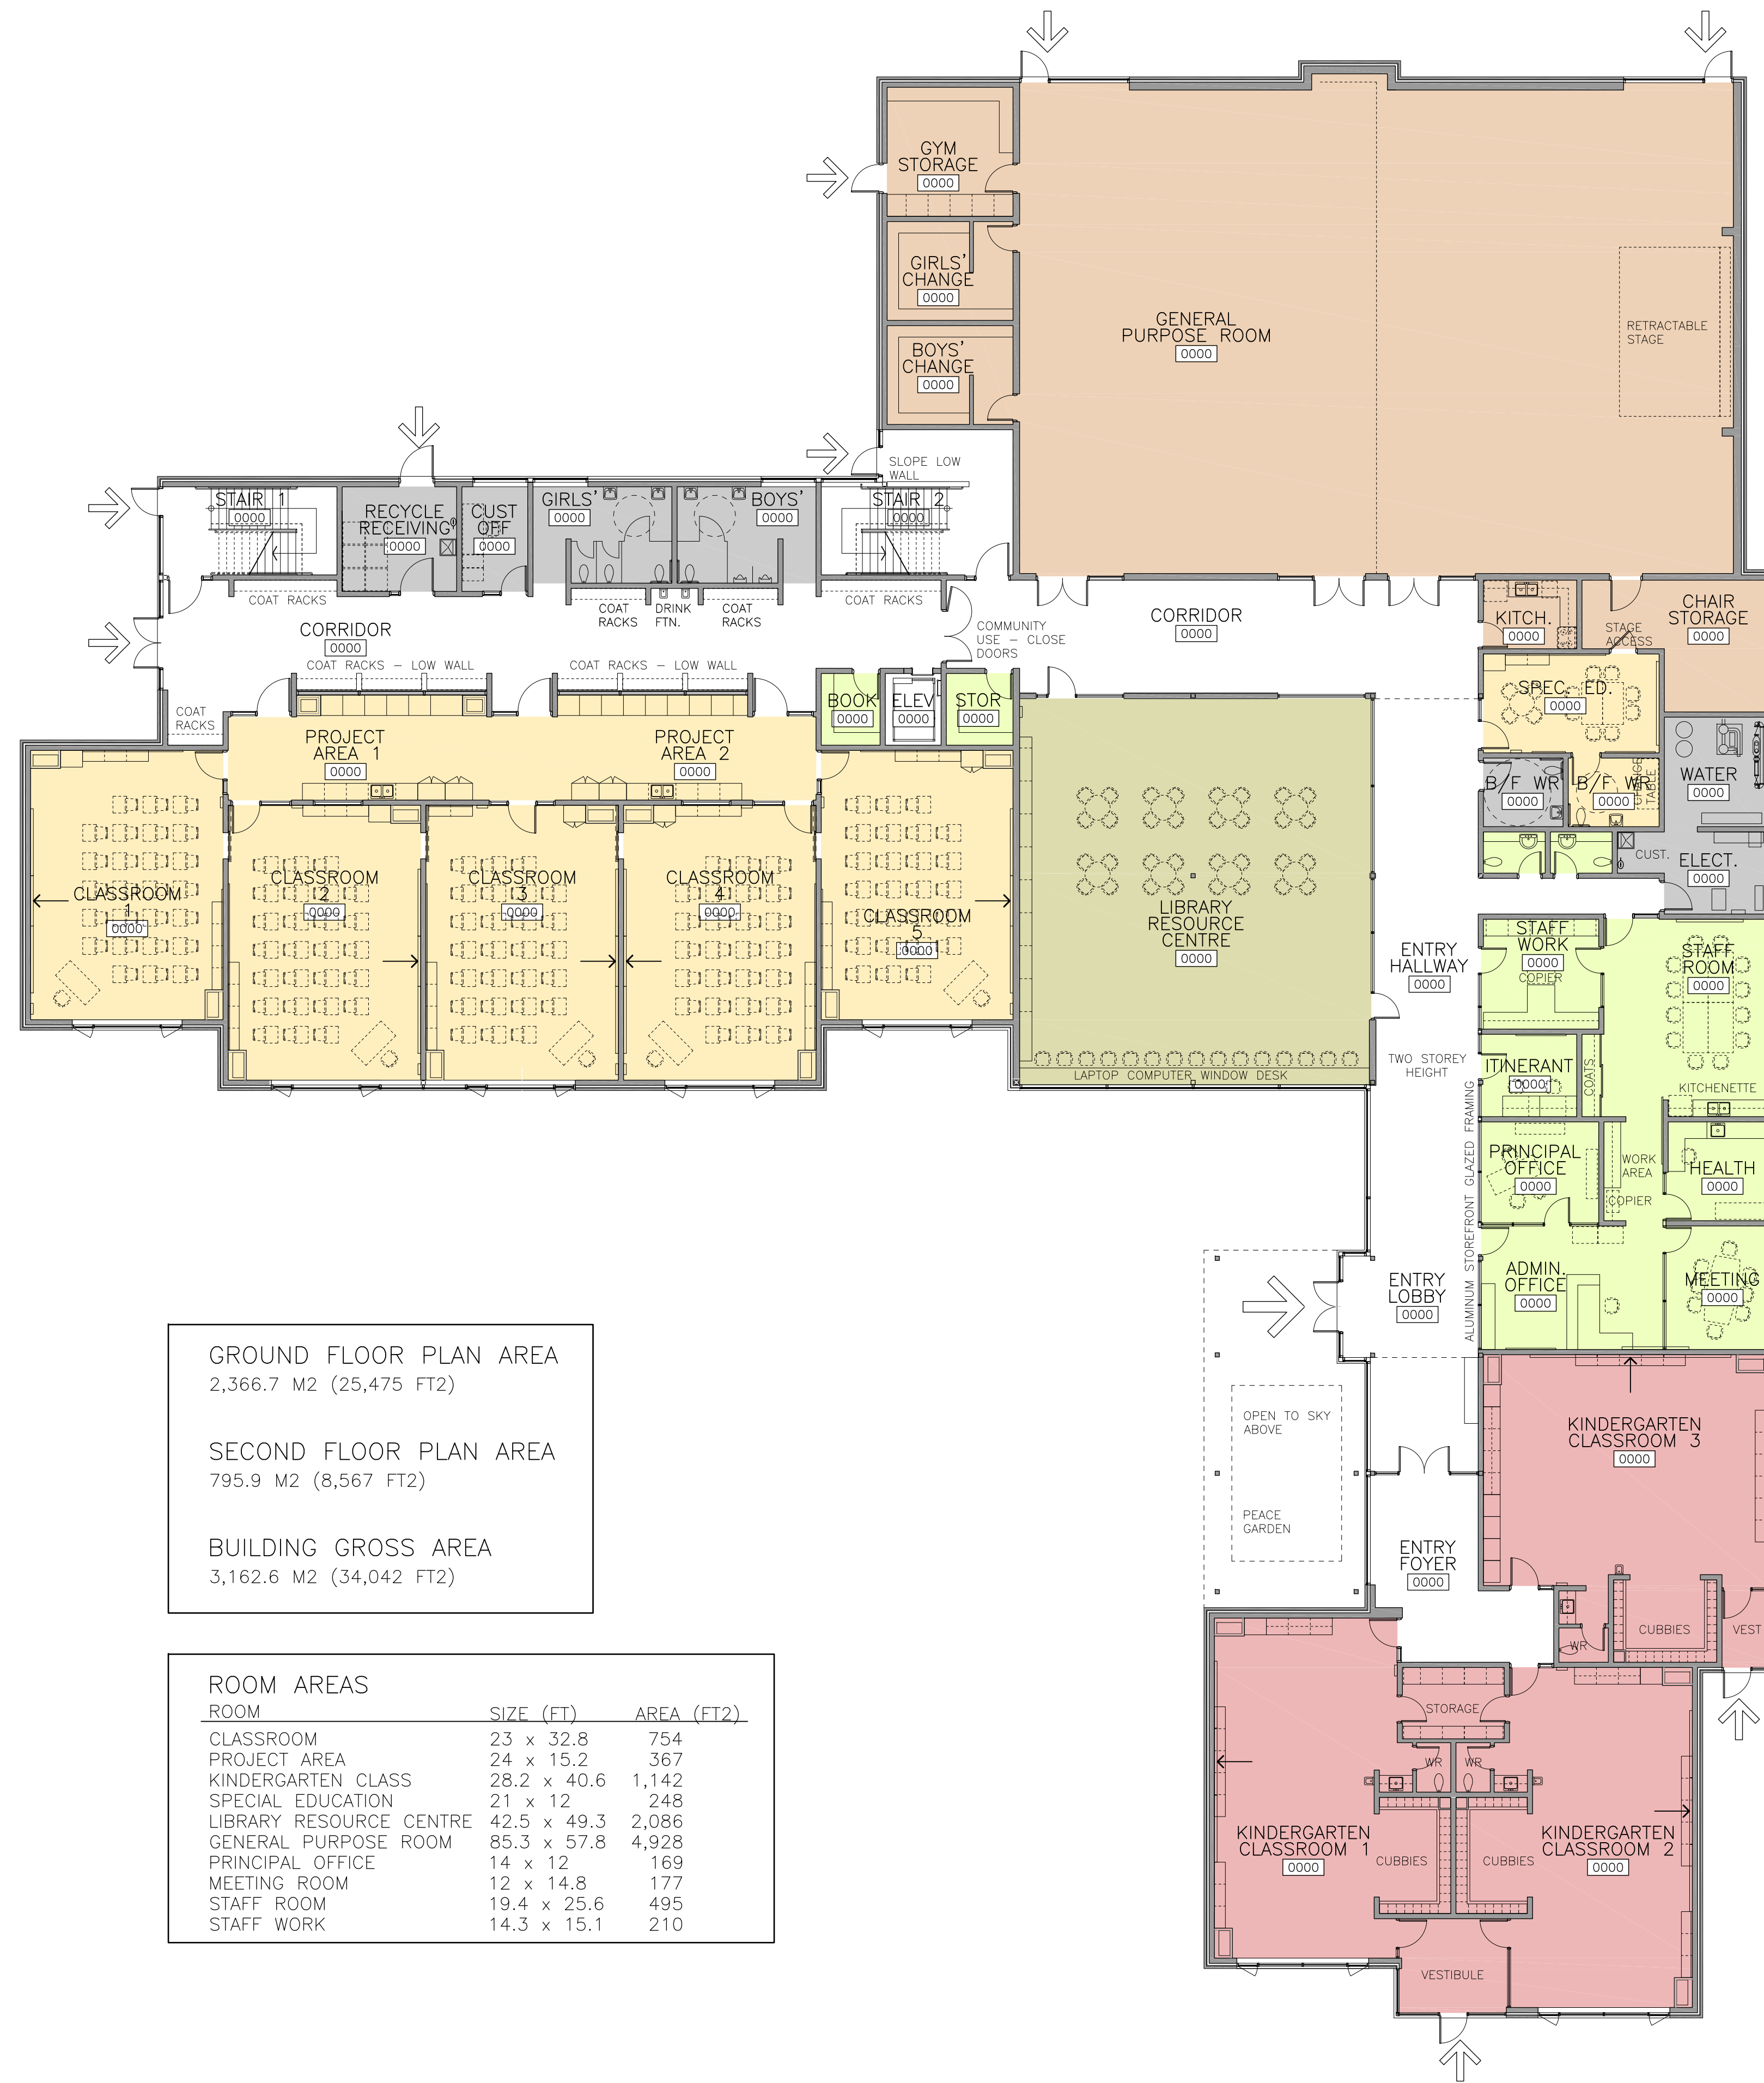 GYM
STORAGE
0000
GIRLS'
CHANGE
0000
BOYS'
CHANGE
0000
GENERAL
PURPOSE ROOM
0000
RETRACTABLE
STAGE
SLOPE LOW
WALL
STAIR 1
0000
RECYCLE
RECEIVING
0000
CUST
OFF
0000
GIRLS'
0000
BOYS'
0000
STAIR 2
0000
COAT RACKS
COAT
RACKS
DRINK
FTN.
COAT
RACKS
COAT RACKS
CORRIDOR
0000
COMMUNITY
USE – CLOSE
DOORS
CORRIDOR
0000
KITCH.
0000
STAGE
ACCESS
CHAIR
STORAGE
0000
COAT RACKS – LOW WALL
COAT RACKS – LOW WALL
COAT
RACKS
BOOK
0000
ELEV
0000
STOR
0000
SPEC. ED.
0000
PROJECT
AREA 1
0000
PROJECT
AREA 2
0000
B/F WR
0000
B/F WR
0000
CHANGE
TABLE
WATER
0000
CUST.
ELECT.
0000
CLASSROOM
1
0000
CLASSROOM
2
0000
CLASSROOM
3
0000
CLASSROOM
4
0000
CLASSROOM
5
0000
LIBRARY
RESOURCE
CENTRE
0000
LAPTOP COMPUTER WINDOW DESK
ENTRY
HALLWAY
0000
TWO STOREY
HEIGHT
STAFF
WORK
0000
COPIER
STAFF
ROOM
0000
ITINERANT
0000
COATS
KITCHENETTE
ALUMINUM STOREFRONT GLAZED FRAMING
PRINCIPAL
OFFICE
0000
WORK
AREA
COPIER
HEALTH
0000
ENTRY
LOBBY
0000
ADMIN.
OFFICE
0000
MEETING
0000
OPEN TO SKY
ABOVE
PEACE
GARDEN
KINDERGARTEN
CLASSROOM 3
0000
ENTRY
FOYER
0000
WR
CUBBIES
VEST
STORAGE
WR
WR
KINDERGARTEN
CLASSROOM 1
0000
CUBBIES
CUBBIES
KINDERGARTEN
CLASSROOM 2
0000
VESTIBULE
GROUND FLOOR PLAN AREA
2,366.7 M2 (25,475 FT2)
SECOND FLOOR PLAN AREA
795.9 M2 (8,567 FT2)
BUILDING GROSS AREA
3,162.6 M2 (34,042 FT2)
ROOM AREAS
ROOM SIZE (FT) AREA (FT2)
CLASSROOM 23 x 32.8 754
PROJECT AREA 24 x 15.2 367
KINDERGARTEN CLASS 28.2 x 40.6 1,142
SPECIAL EDUCATION 21 x 12 248
LIBRARY RESOURCE CENTRE 42.5 x 49.3 2,086
GENERAL PURPOSE ROOM 85.3 x 57.8 4,928
PRINCIPAL OFFICE 14 x 12 169
MEETING ROOM 12 x 14.8 177
STAFF ROOM 19.4 x 25.6 495
STAFF WORK 14.3 x 15.1 210